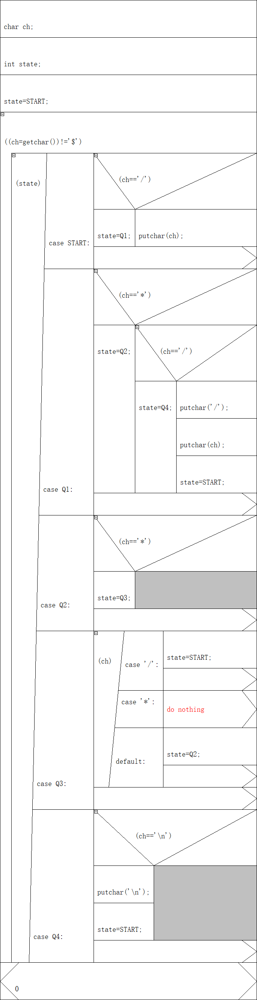 char ch;
int state;
state=START;
((ch=getchar())!='$')
(state)
(ch=='/')
case START:
state=Q1;
putchar(ch);
(ch=='*')
state=Q2;
(ch=='/')
state=Q4;
putchar('/');
putchar(ch);
state=START;
case Q1:
(ch=='*')
state=Q3;
case Q2:
(ch)
case '/':
state=START;
case '*':
do nothing
default:
state=Q2;
case Q3:
(ch=='\n')
putchar('\n');
state=START;
case Q4:
0